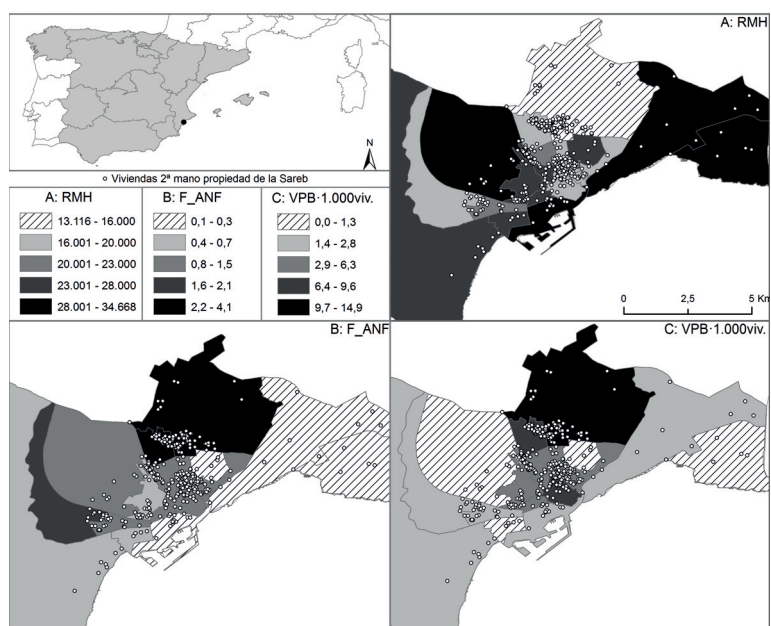 A: RMH
N
Viviendas 2ª mano propiedad de la Sareb
A: RMH
13.116 - 16.000
16.001 - 20.000
20.001 - 23.000
23.001 - 28.000
28.001 - 34.668
B: F_ANF
0,1 - 0,3
0,4 - 0,7
0,8 - 1,5
1,6 - 2,1
2,2 - 4,1
C: VPB·1.000viv.
0,0 - 1,3
1,4 - 2,8
2,9 - 6,3
6,4 - 9,6
9,7 - 14,9
0 2,5 5 Km
B: F_ANF
C: VPB·1.000viv.